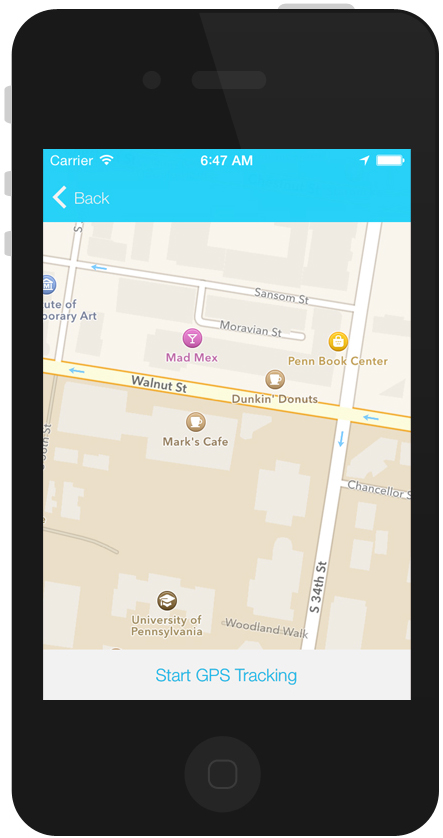 Carrier 6:47 AM
Back
S
Sansom St
ute of
porary Art
Moravian St
Mad Mex
Penn Book Center
Walnut St
Dunkin' Donuts
Mark's Cafe
Chancellor S
S 34th St
University of
Pennsylvania
Woodland Walk
Start GPS Tracking